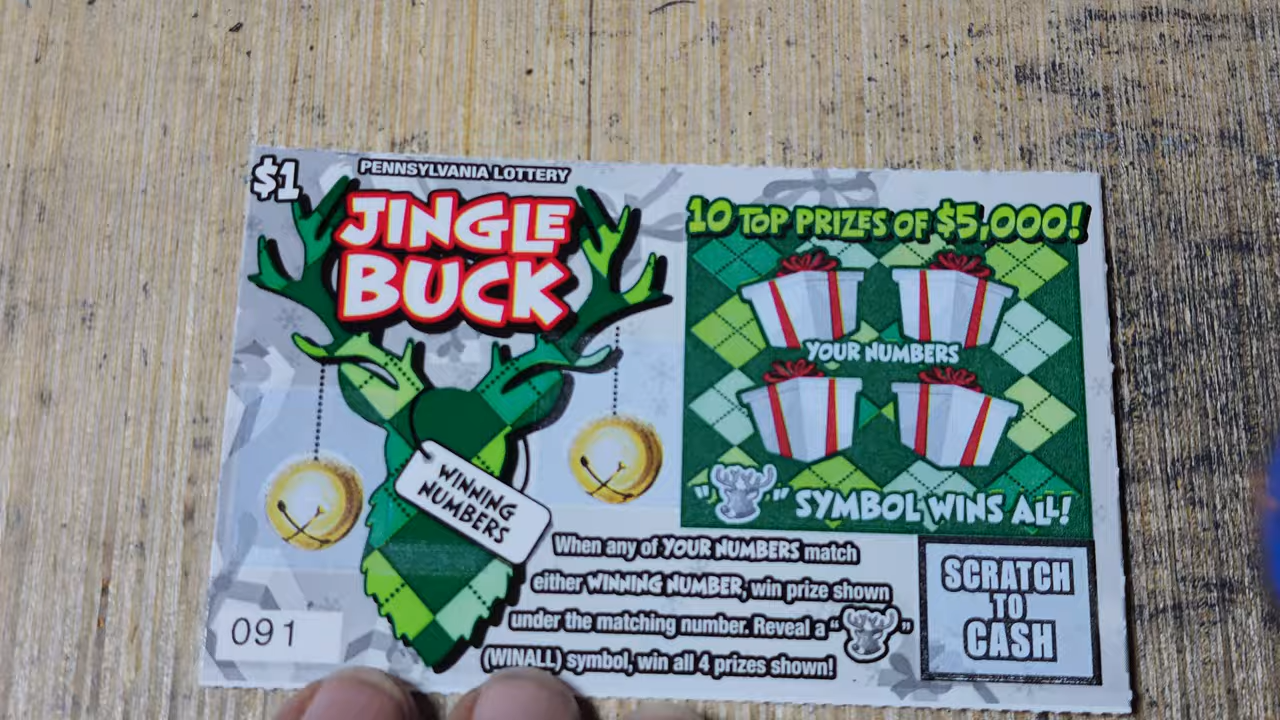 $1
PENNSYLVANIA LOTTERY
JINGLE
BUCK
WINNING
NUMBERS
091
10 TOP PRIZES OF $5,000!
YOUR NUMBERS
" " SYMBOL WINS ALL!
When any of YOUR NUMBERS match
either WINNING NUMBER, win prize shown
under the matching number. Reveal a " "
(WINALL) symbol, win all 4 prizes shown!
SCRATCH
TO
CASH